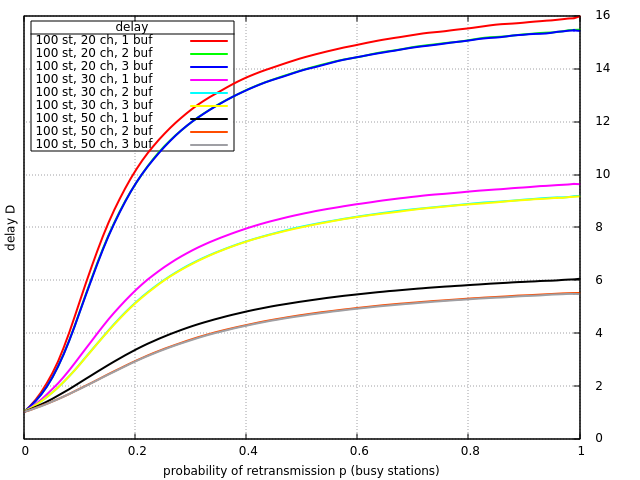 delay
100 st, 20 ch, 1 buf
100 st, 20 ch, 2 buf
100 st, 20 ch, 3 buf
100 st, 30 ch, 1 buf
100 st, 30 ch, 2 buf
100 st, 30 ch, 3 buf
100 st, 50 ch, 1 buf
100 st, 50 ch, 2 buf
100 st, 50 ch, 3 buf
16
14
12
10
8
6
4
2
0
delay D
0 0.2 0.4 0.6 0.8 1
probability of retransmission p (busy stations)